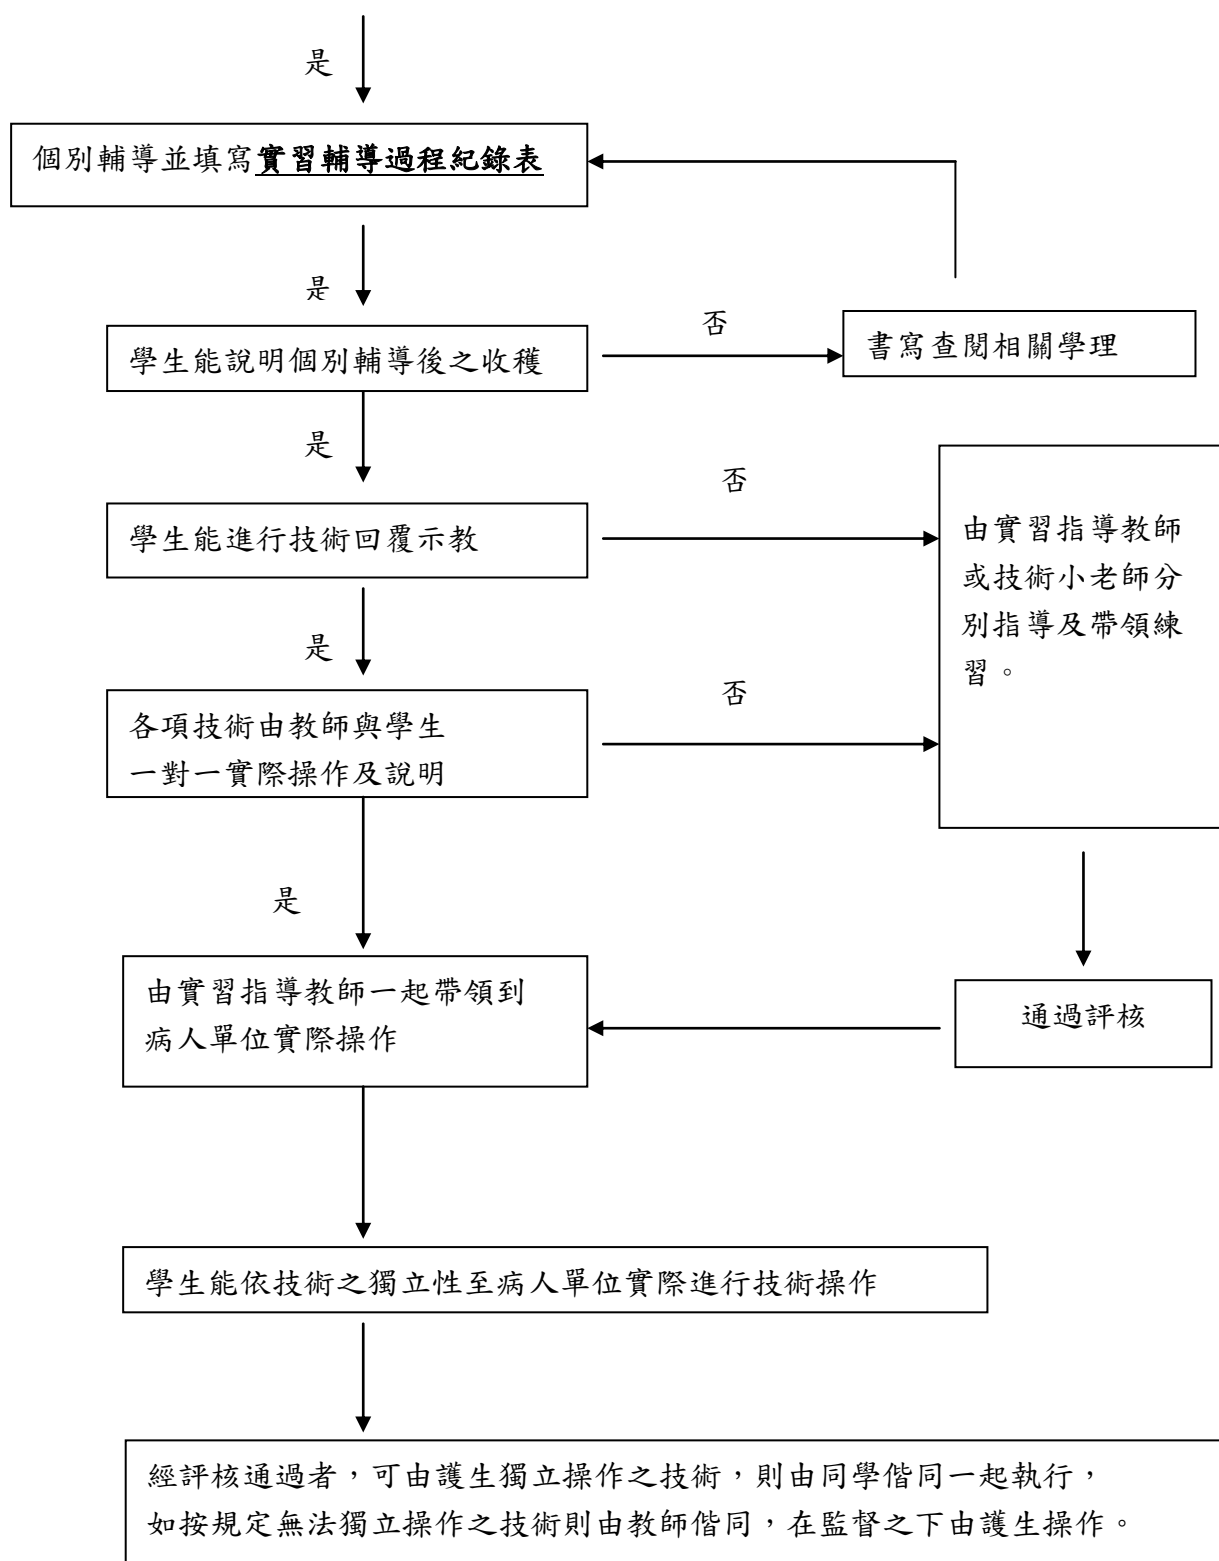 是
個別輔導並填寫實習輔導過程紀錄表
是
學生能說明個別輔導後之收穫
否
書寫查閱相關學理
是
學生能進行技術回覆示教
否
由實習指導教師
或技術小老師分
別指導及帶領練
習。
是
各項技術由教師與學生
一對一實際操作及說明
否
是
由實習指導教師一起帶領到
病人單位實際操作
通過評核
學生能依技術之獨立性至病人單位實際進行技術操作
經評核通過者,可由護生獨立操作之技術,則由同學偕同一起執行,
如按規定無法獨立操作之技術則由教師偕同,在監督之下由護生操作。